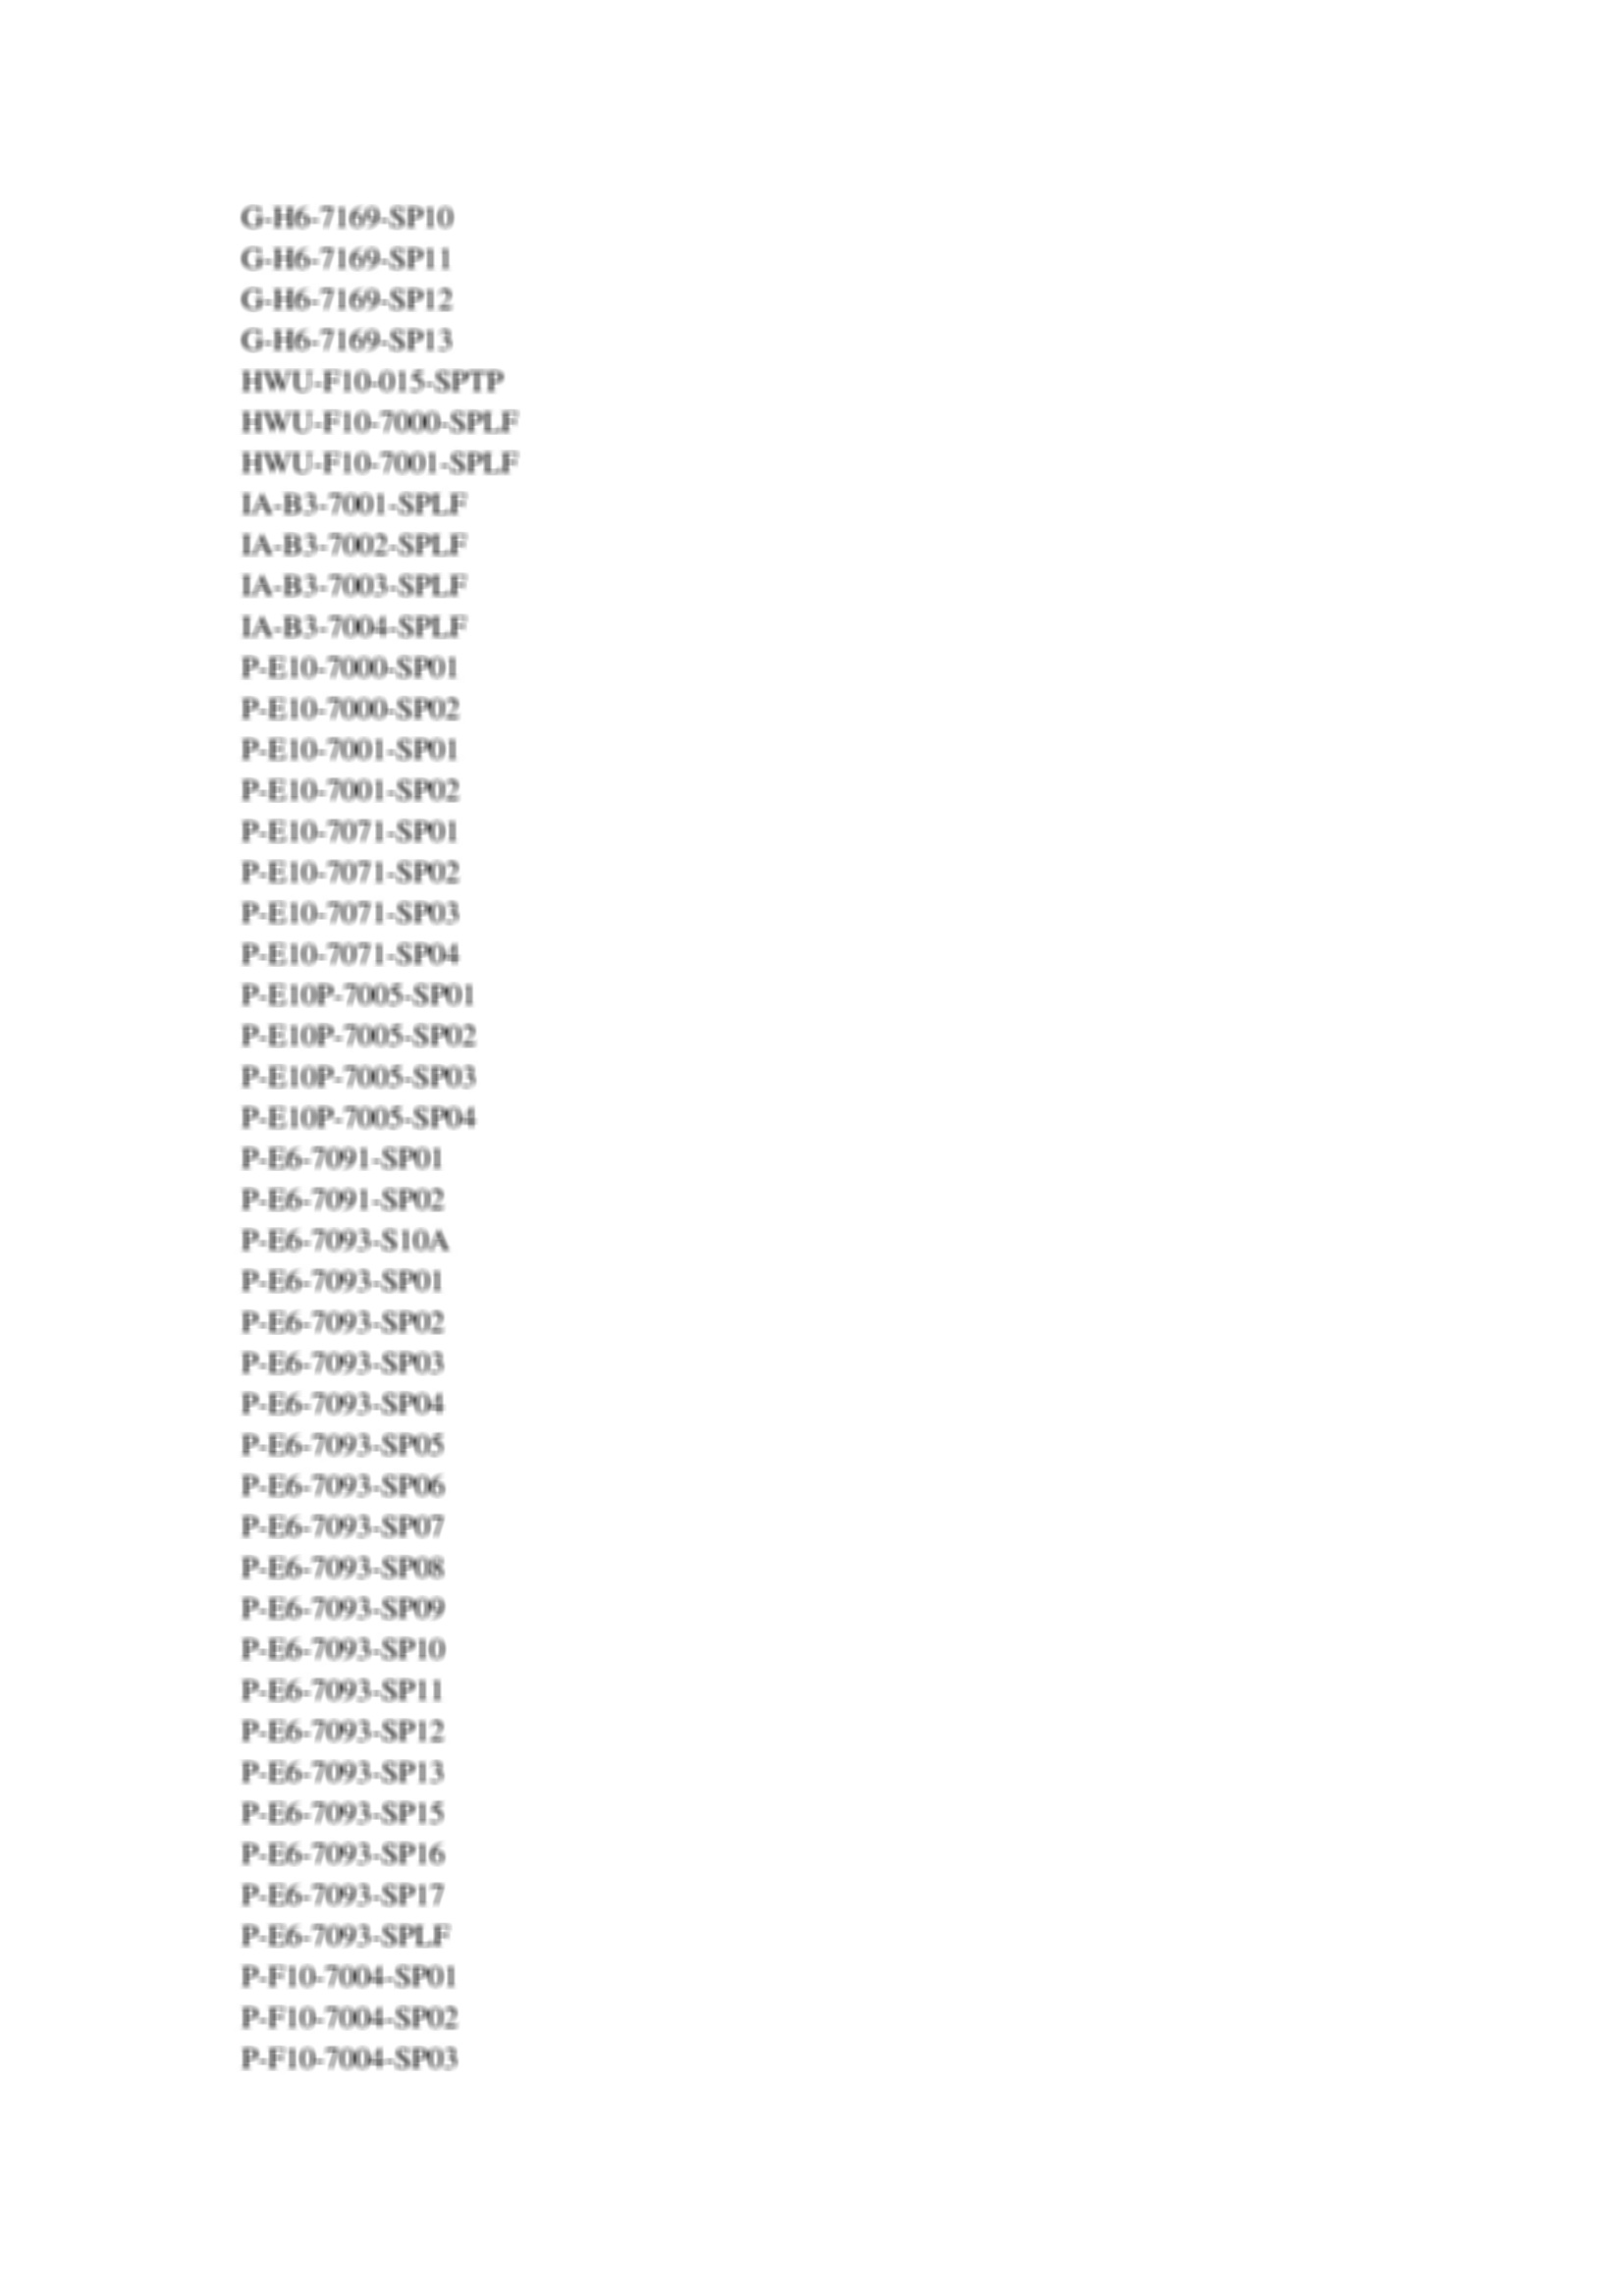 G-H6-7169-SP10
G-H6-7169-SP11
G-H6-7169-SP12
G-H6-7169-SP13
HWU-F10-015-SPTP
HWU-F10-7000-SPLF
HWU-F10-7001-SPLF
IA-B3-7001-SPLF
IA-B3-7002-SPLF
IA-B3-7003-SPLF
IA-B3-7004-SPLF
P-E10-7000-SP01
P-E10-7000-SP02
P-E10-7001-SP01
P-E10-7001-SP02
P-E10-7071-SP01
P-E10-7071-SP02
P-E10-7071-SP03
P-E10-7071-SP04
P-E10P-7005-SP01
P-E10P-7005-SP02
P-E10P-7005-SP03
P-E10P-7005-SP04
P-E6-7091-SP01
P-E6-7091-SP02
P-E6-7093-S10A
P-E6-7093-SP01
P-E6-7093-SP02
P-E6-7093-SP03
P-E6-7093-SP04
P-E6-7093-SP05
P-E6-7093-SP06
P-E6-7093-SP07
P-E6-7093-SP08
P-E6-7093-SP09
P-E6-7093-SP10
P-E6-7093-SP11
P-E6-7093-SP12
P-E6-7093-SP13
P-E6-7093-SP15
P-E6-7093-SP16
P-E6-7093-SP17
P-E6-7093-SPLF
P-F10-7004-SP01
P-F10-7004-SP02
P-F10-7004-SP03